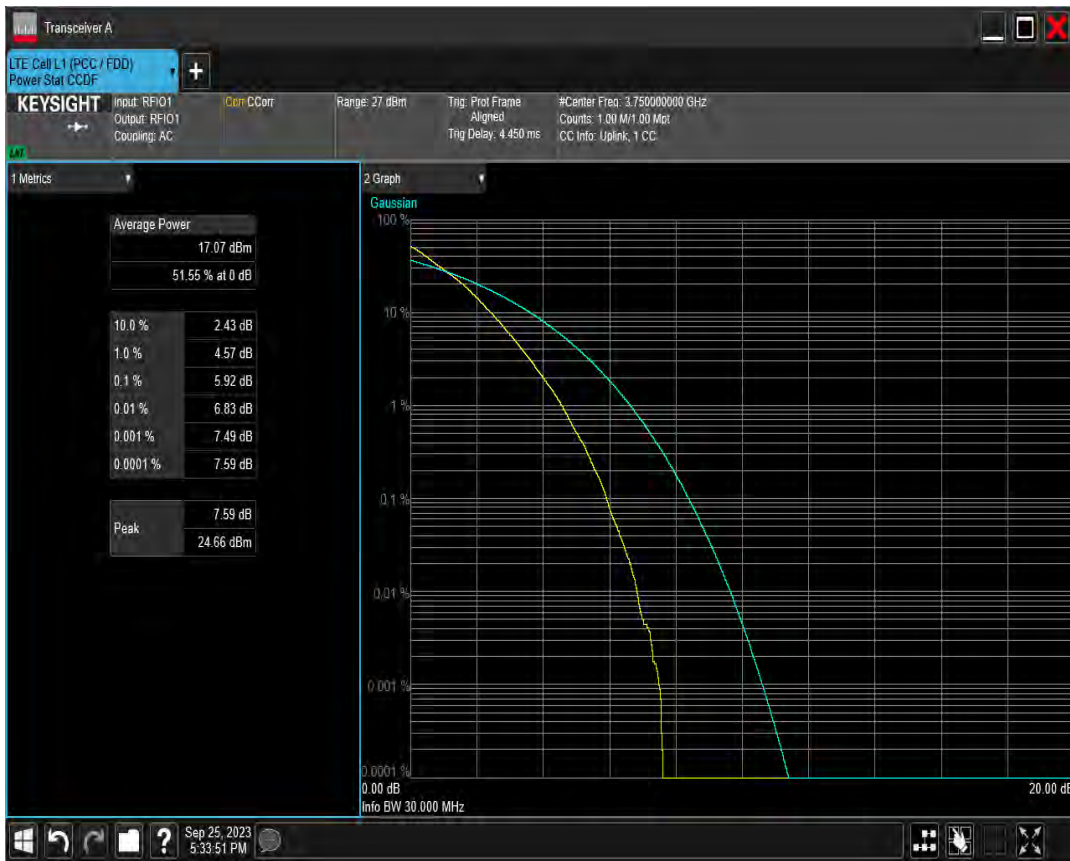 Transceiver A
LTE Cell L1 (PCC / FDD)
Power Stat CCDF
KEYSIGHT
Input: RFIO1
Output: RFIO1
Coupling: AC
Corr CCorr
Range: 27 dBm
Trig: Prot Frame
Aligned
Trig Delay: 4.450 ms
#Center Freq: 3.750000000 GHz
Counts: 1.00 M/1.00 Mpt
CC Info: Uplink, 1 CC
LXI
1 Metrics
Average Power
17.07 dBm
51.55 % at 0 dB
10.0 % 2.43 dB
1.0 % 4.57 dB
0.1 % 5.92 dB
0.01 % 6.83 dB
0.001 % 7.49 dB
0.0001 % 7.59 dB
Peak
7.59 dB
24.66 dBm
2 Graph
Gaussian
100 %
10 %
1 %
0.1 %
0.01 %
0.001 %
0.0001 %
0.00 dB
20.00 dB
Info BW 30.000 MHz
Sep 25, 2023
5:33:51 PM